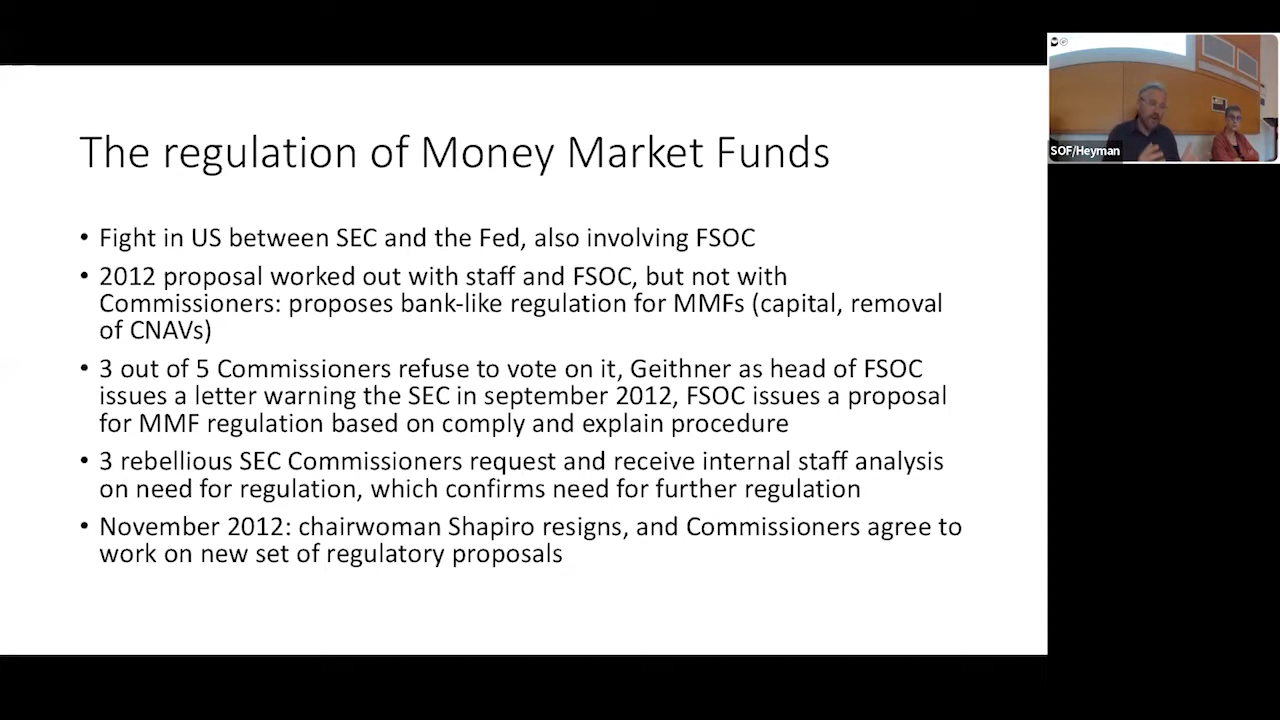 The regulation of Money Market Funds
• Fight in US between SEC and the Fed, also involving FSOC
• 2012 proposal worked out with staff and FSOC, but not with
Commissioners: proposes bank-like regulation for MMFs (capital, removal
of CNAVs)
• 3 out of 5 Commissioners refuse to vote on it, Geithner as head of FSOC
issues a letter warning the SEC in september 2012, FSOC issues a proposal
for MMF regulation based on comply and explain procedure
• 3 rebellious SEC Commissioners request and receive internal staff analysis
on need for regulation, which confirms need for further regulation
• November 2012: chairwoman Shapiro resigns, and Commissioners agree to
work on new set of regulatory proposals
SOF/Heyman